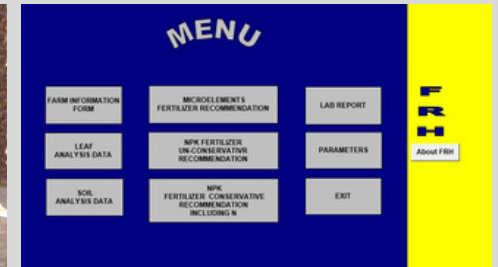 MENU
FARM INFORMATION
FORM
MICROELEMENTS
FERTILIZER RECOMMENDATION
LAB REPORT
LEAF
ANALYSIS DATA
NPK FERTILIZER
UN-CONSERVATIVR
RECOMMENDATION
PARAMETERS
SOIL
ANALYSIS DATA
NPK
FERTILIZER CONSERVATIVE
RECOMMENDATION
INCLUDING N
EXIT
F
R
H
About FRH